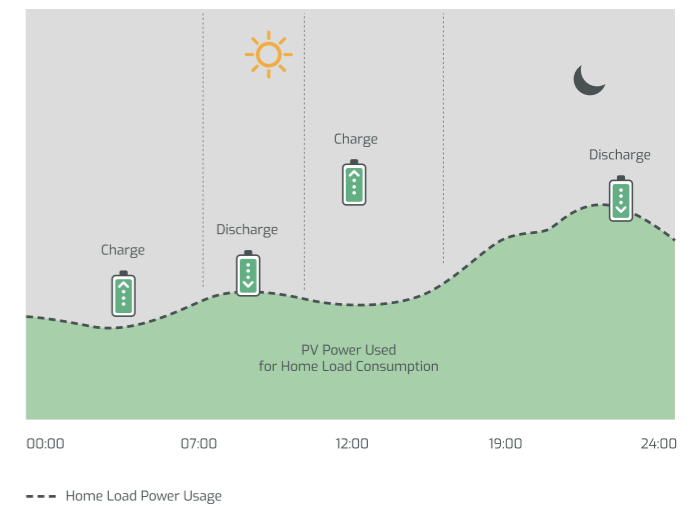 Charge
Discharge
Discharge
Charge
PV Power Used
for Home Load Consumption
00:00
07:00
12:00
19:00
24:00
Home Load Power Usage